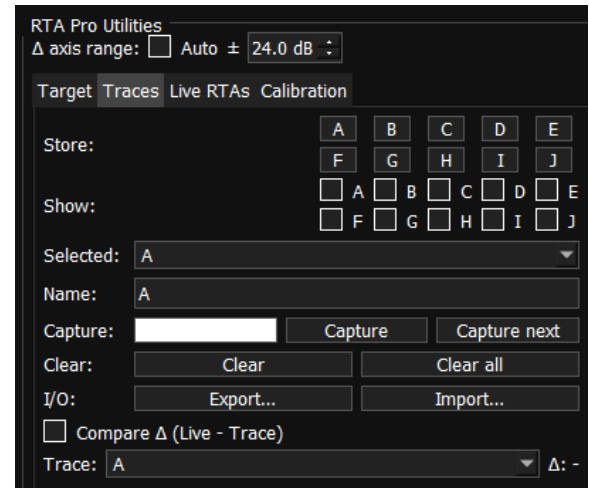 RTA Pro Utilities
Δ axis range: Auto ± 24.0 dB
Target Traces Live RTAs Calibration
Store: A B C D E
F G H I J
Show: A B C D E
F G H I J
Selected: A
Name: A
Capture: Capture Capture next
Clear: Clear Clear all
I/O: Export... Import...
Compare Δ (Live - Trace)
Trace: A Δ: -